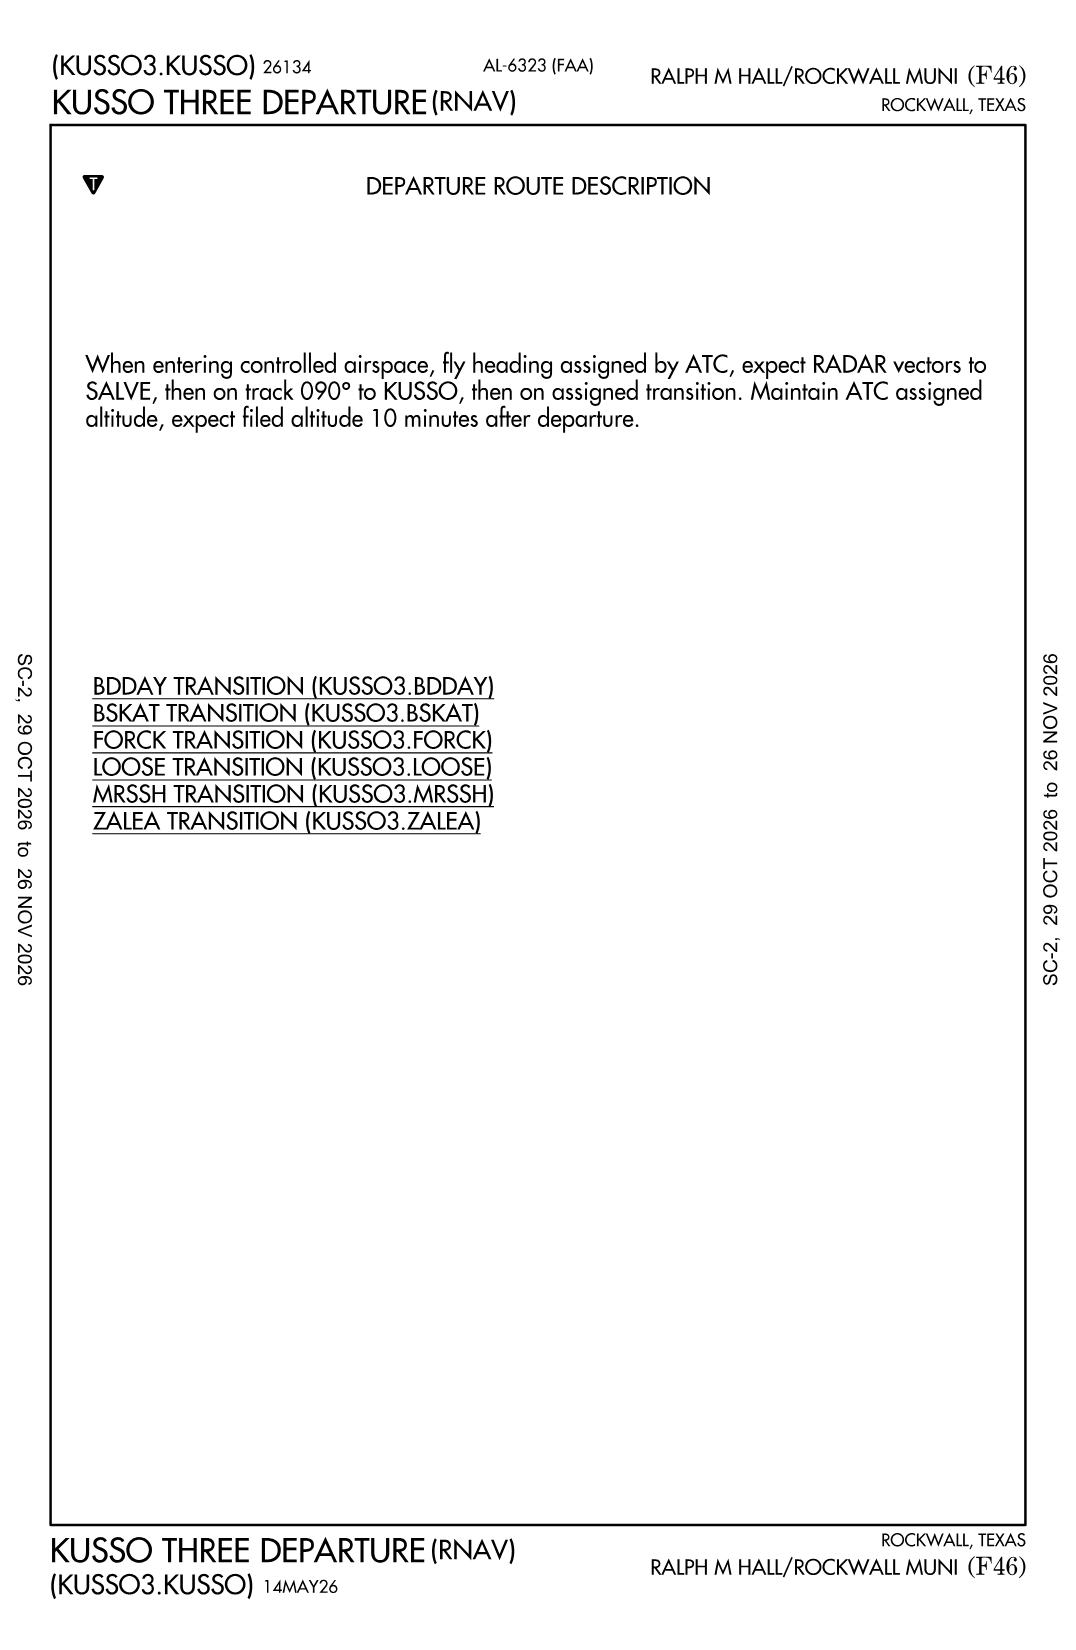 (KUSSO3.KUSSO) 26134
AL-6323 (FAA)
RALPH M HALL/ROCKWALL MUNI (F46)
KUSSO THREE DEPARTURE (RNAV)
ROCKWALL, TEXAS
T
DEPARTURE ROUTE DESCRIPTION
When entering controlled airspace, fly heading assigned by ATC, expect RADAR vectors to
SALVE, then on track 090° to KUSSO, then on assigned transition. Maintain ATC assigned
altitude, expect filed altitude 10 minutes after departure.
BDDAY TRANSITION (KUSSO3.BDDAY)
BSKAT TRANSITION (KUSSO3.BSKAT)
FORCK TRANSITION (KUSSO3.FORCK)
LOOSE TRANSITION (KUSSO3.LOOSE)
MRSSH TRANSITION (KUSSO3.MRSSH)
ZALEA TRANSITION (KUSSO3.ZALEA)
SC-2, 29 OCT 2026 to 26 NOV 2026
SC-2, 29 OCT 2026 to 26 NOV 2026
KUSSO THREE DEPARTURE (RNAV)
ROCKWALL, TEXAS
(KUSSO3.KUSSO) 14MAY26
RALPH M HALL/ROCKWALL MUNI (F46)